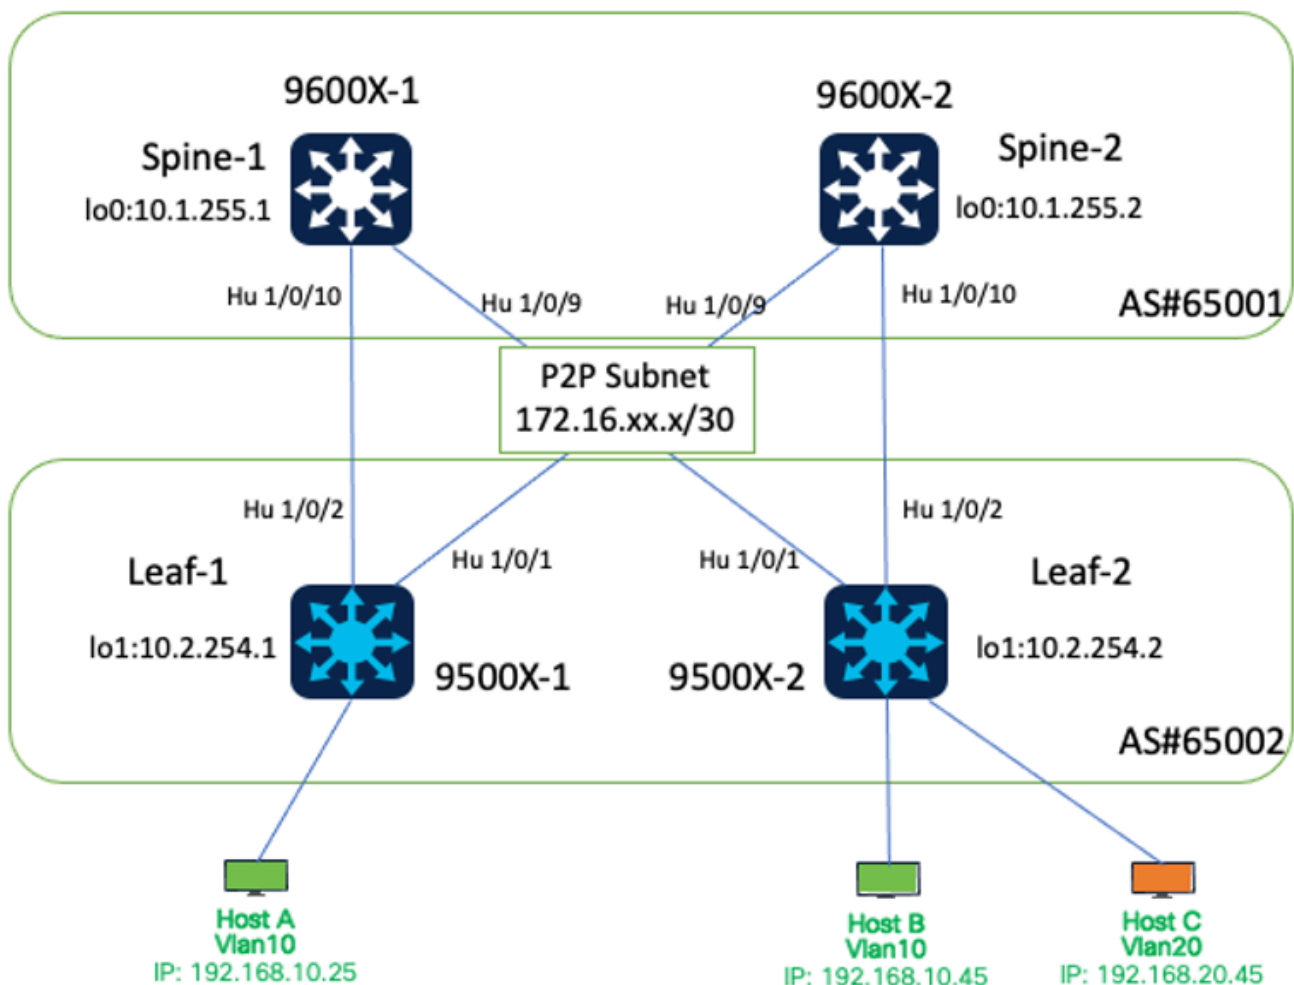 9600X-1
9600X-2
Spine-1
Spine-2
lo0:10.1.255.1
lo0:10.1.255.2
Hu 1/0/10
Hu 1/0/9
Hu 1/0/9
Hu 1/0/10
AS#65001
P2P Subnet
172.16.xx.x/30
Hu 1/0/2
Hu 1/0/2
Hu 1/0/1
Hu 1/0/1
Leaf-1
Leaf-2
lo1:10.2.254.1
lo1:10.2.254.2
9500X-1
9500X-2
AS#65002
Host A
Vlan10
IP: 192.168.10.25
Host B
Vlan10
IP: 192.168.10.45
Host C
Vlan20
IP: 192.168.20.45